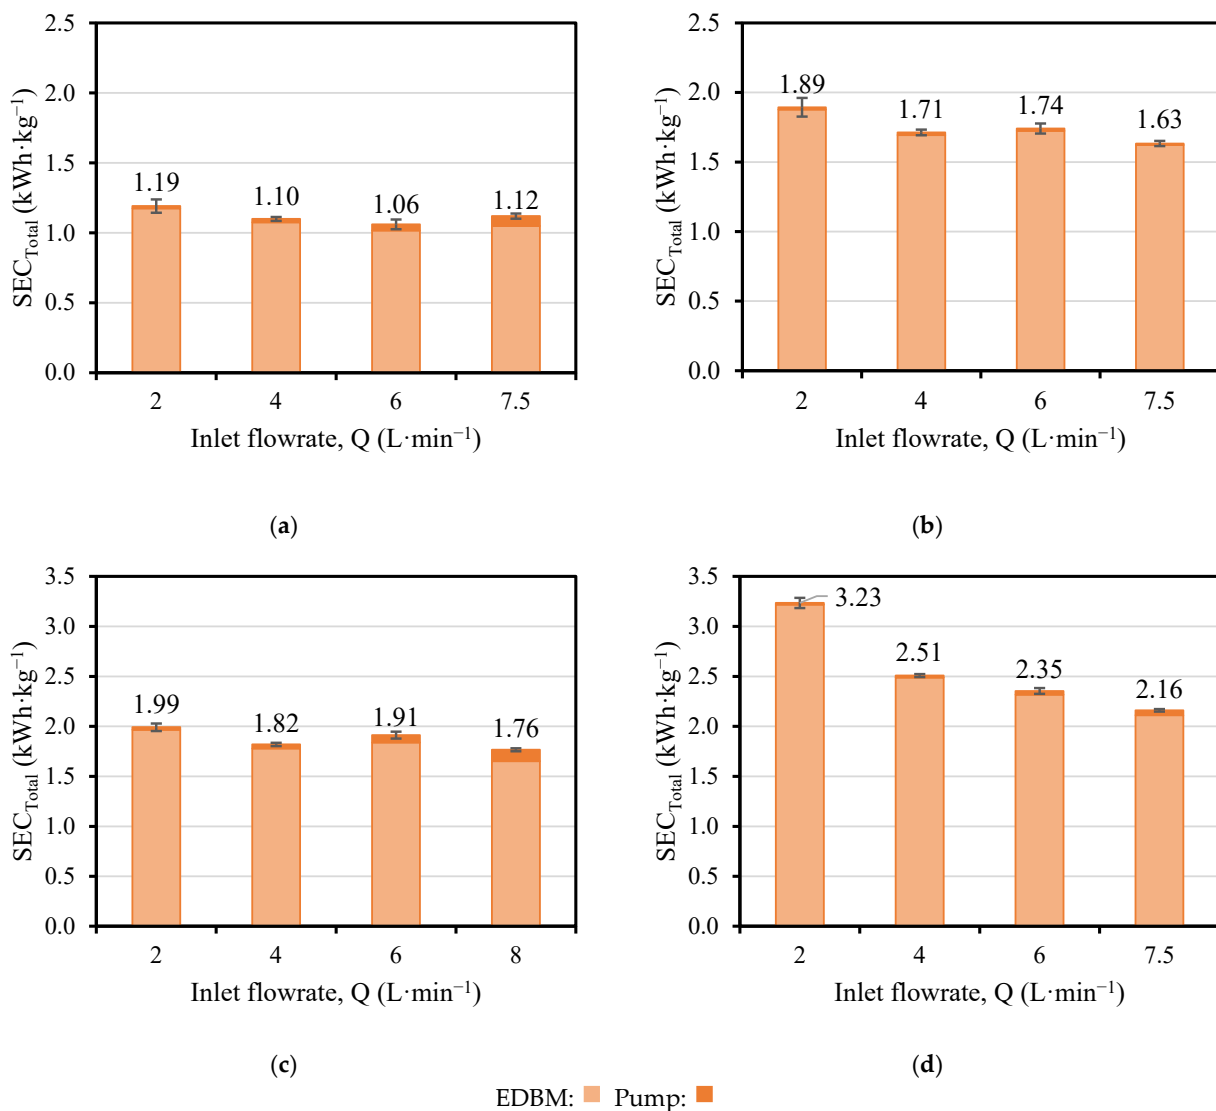 2.5
2.0
1.5
1.0
0.5
0.0
SEC_Total (kWh·kg⁻¹)
1.19
1.10
1.06
1.12
2 4 6 7.5
Inlet flowrate, Q (L·min⁻¹)
(a)
2.5
2.0
1.5
1.0
0.5
0.0
SEC_Total (kWh·kg⁻¹)
1.89
1.71
1.74
1.63
2 4 6 7.5
Inlet flowrate, Q (L·min⁻¹)
(b)
3.5
3.0
2.5
2.0
1.5
1.0
0.5
0.0
SEC_Total (kWh·kg⁻¹)
1.99
1.82
1.91
1.76
2 4 6 8
Inlet flowrate, Q (L·min⁻¹)
(c)
3.5
3.0
2.5
2.0
1.5
1.0
0.5
0.0
SEC_Total (kWh·kg⁻¹)
3.23
2.51
2.35
2.16
2 4 6 7.5
Inlet flowrate, Q (L·min⁻¹)
(d)
EDBM: Pump: